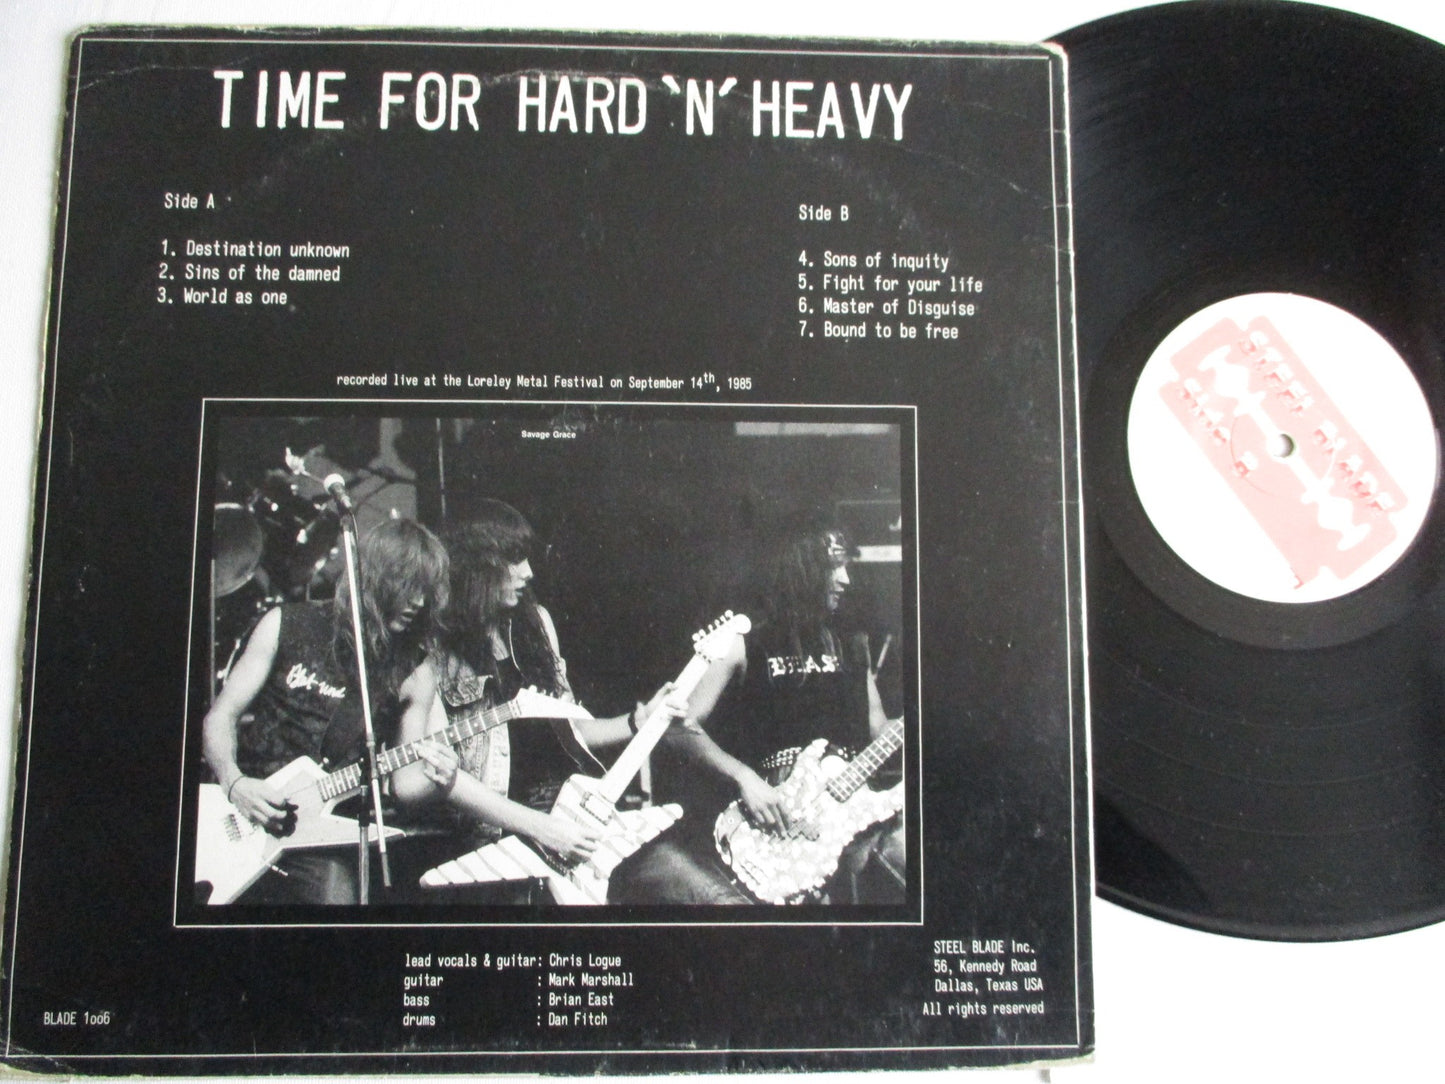 TIME FOR HARD 'N' HEAVY
Side A
1. Destination unknown
2. Sins of the damned
3. World as one
Side B
4. Sons of inquity
5. Fight for your life
6. Master of Disguise
7. Bound to be free
recorded live at the Loreley Metal Festival on September 14th, 1985
Savage Grace
lead vocals & guitar: Chris Logue
guitar : Mark Marshall
bass : Brian East
drums : Dan Fitch
BLADE 1oo6
STEEL BLADE Inc.
56, Kennedy Road
Dallas, Texas USA
All rights reserved
STEEL BLADE